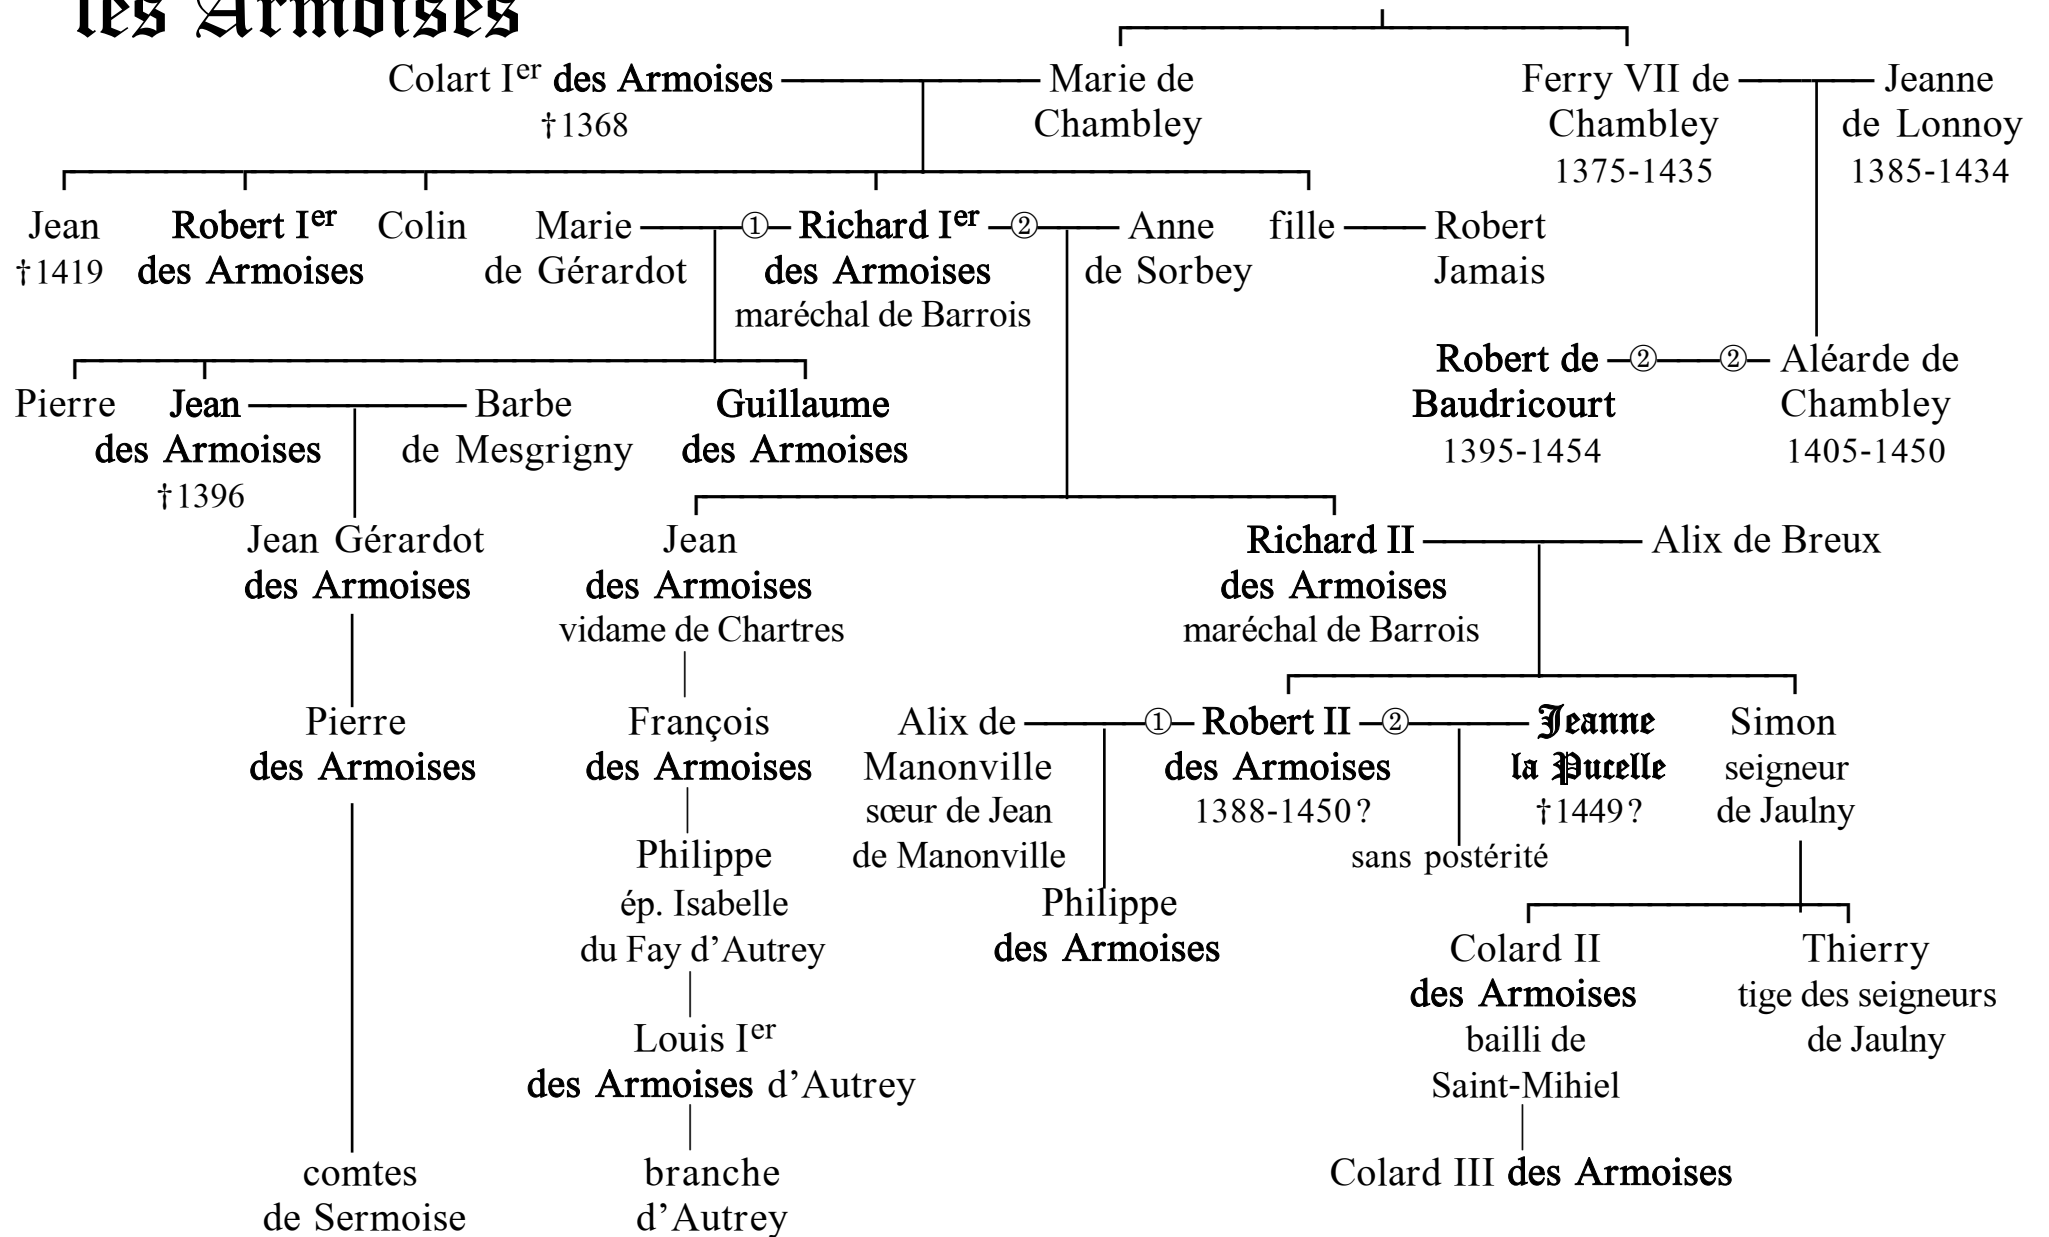 les Armoises
Colart Ier des Armoises
†1368
Marie de
Chambley
Ferry VII de
Chambley
1375-1435
Jeanne
de Lonnoy
1385-1434
Jean
†1419
Robert Ier
des Armoises
Colin
Marie
de Gérardot
①
Richard Ier
des Armoises
maréchal de Barrois
②
Anne
de Sorbey
fille
Robert
Jamais
Robert de
Baudricourt
1395-1454
②
②
Aléarde de
Chambley
1405-1450
Pierre
Jean
des Armoises
†1396
Barbe
de Mesgrigny
Guillaume
des Armoises
Jean Gérardot
des Armoises
Jean
des Armoises
vidame de Chartres
Richard II
des Armoises
maréchal de Barrois
Alix de Breux
Pierre
des Armoises
François
des Armoises
Alix de
Manonville
sœur de Jean
de Manonville
①
Robert II
des Armoises
1388-1450?
②
Jeanne
la Pucelle
†1449?
Simon
seigneur
de Jaulny
sans postérité
Philippe
ép. Isabelle
du Fay d’Autrey
Philippe
des Armoises
Colard II
des Armoises
bailli de
Saint-Mihiel
Thierry
tige des seigneurs
de Jaulny
Louis Ier
des Armoises d’Autrey
comtes
de Sermoise
branche
d’Autrey
Colard III des Armoises